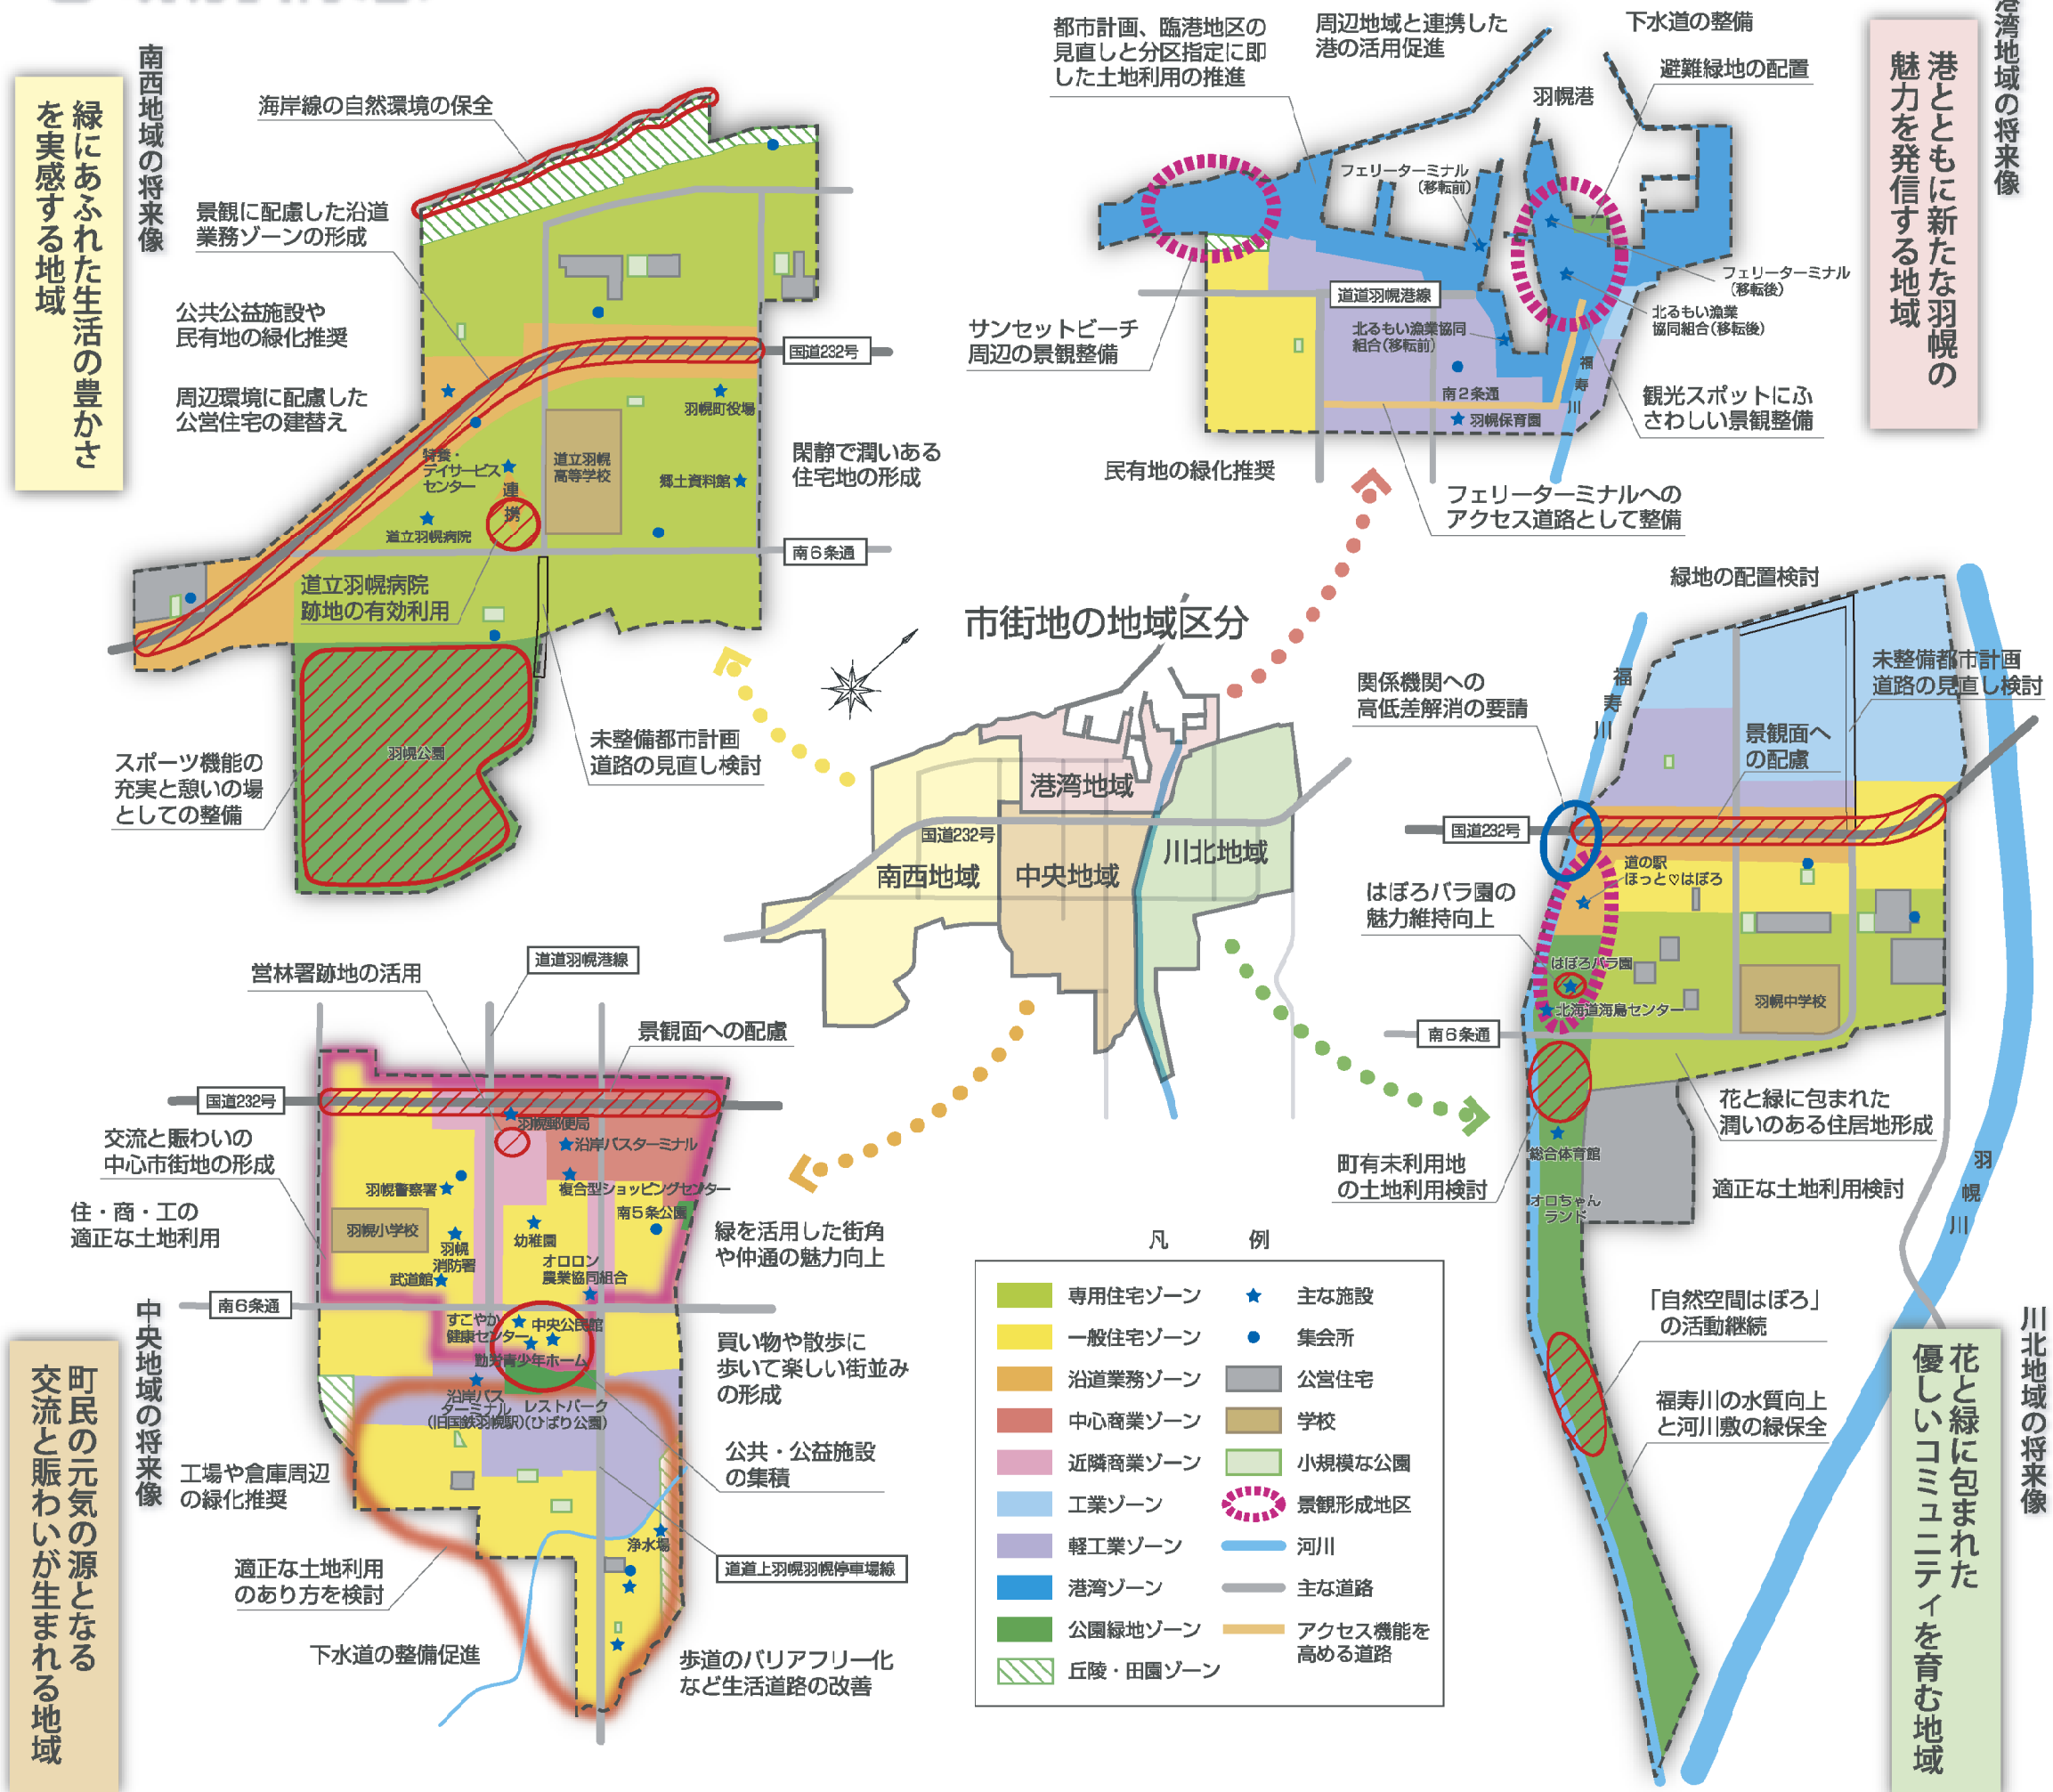 南西地域の将来像
緑にあふれた生活の豊かさ
を実感する地域
海岸線の自然環境の保全
景観に配慮した沿道
業務ゾーンの形成
公共公益施設や
民有地の緑化推奨
周辺環境に配慮した
公営住宅の建替え
国道232号
羽幌町役場
特養・
デイサービス
センター
連
携
道立羽幌
高等学校
郷土資料館
道立羽幌病院
閑静で潤いある
住宅地の形成
南6条通
道立羽幌病院
跡地の有効利用
羽幌公園
スポーツ機能の
充実と憩いの場
としての整備
未整備都市計画
道路の見直し検討
港湾地域の将来像
港とともに新たな羽幌の
魅力を発信する地域
都市計画、臨港地区の
見直しと分区指定に即
した土地利用の推進
周辺地域と連携した
港の活用促進
下水道の整備
避難緑地の配置
羽幌港
フェリーターミナル
(移転前)
フェリーターミナル
(移転後)
道道羽幌港線
北るもい漁業
協同組合(移転後)
北るもい漁業協同
組合(移転前)
サンセットビーチ
周辺の景観整備
福
寿
川
南2条通
羽幌保育園
観光スポットにふ
さわしい景観整備
民有地の緑化推奨
フェリーターミナルへの
アクセス道路として整備
市街地の地域区分
港湾地域
国道232号
南西地域
中央地域
川北地域
緑地の配置検討
関係機関への
高低差解消の要請
福
寿
川
未整備都市計画
道路の見直し検討
景観面へ
の配慮
国道232号
道の駅
ほっと♡はぼろ
はぼろバラ園の
魅力維持向上
はぼろバラ園
北海道海鳥センター
羽幌中学校
南6条通
花と緑に包まれた
潤いのある住居地形成
総合体育館
町有未利用地
の土地利用検討
オロちゃん
ランド
適正な土地利用検討
羽
幌
川
「自然空間はぼろ」
の活動継続
福寿川の水質向上
と河川敷の緑保全
川北地域の将来像
花と緑に包まれた
優しいコミュニティを育む地域
営林署跡地の活用
道道羽幌港線
景観面への配慮
国道232号
羽幌郵便局
沿岸バスターミナル
交流と賑わいの
中心市街地の形成
羽幌警察署
複合型ショッピングセンター
南5条公園
住・商・工の
適正な土地利用
羽幌小学校
羽幌
消防署
幼稚園
武道館
オロロン
農業協同組合
緑を活用した街角
や仲通の魅力向上
南6条通
すこやか
健康センター
中央公民館
勤労青少年ホーム
買い物や散歩に
歩いて楽しい街並み
の形成
沿岸バス
ターミナル
(旧国鉄羽幌駅)
レストパーク
(ひばり公園)
公共・公益施設
の集積
工場や倉庫周辺
の緑化推奨
浄水場
道道上羽幌羽幌停車場線
適正な土地利用
のあり方を検討
下水道の整備促進
歩道のバリアフリー化
など生活道路の改善
中央地域の将来像
町民の元気の源となる
交流と賑わいが生まれる地域
凡 例
専用住宅ゾーン
一般住宅ゾーン
沿道業務ゾーン
中心商業ゾーン
近隣商業ゾーン
工業ゾーン
軽工業ゾーン
港湾ゾーン
公園緑地ゾーン
丘陵・田園ゾーン
主な施設
集会所
公営住宅
学校
小規模な公園
景観形成地区
河川
主な道路
アクセス機能を
高める道路